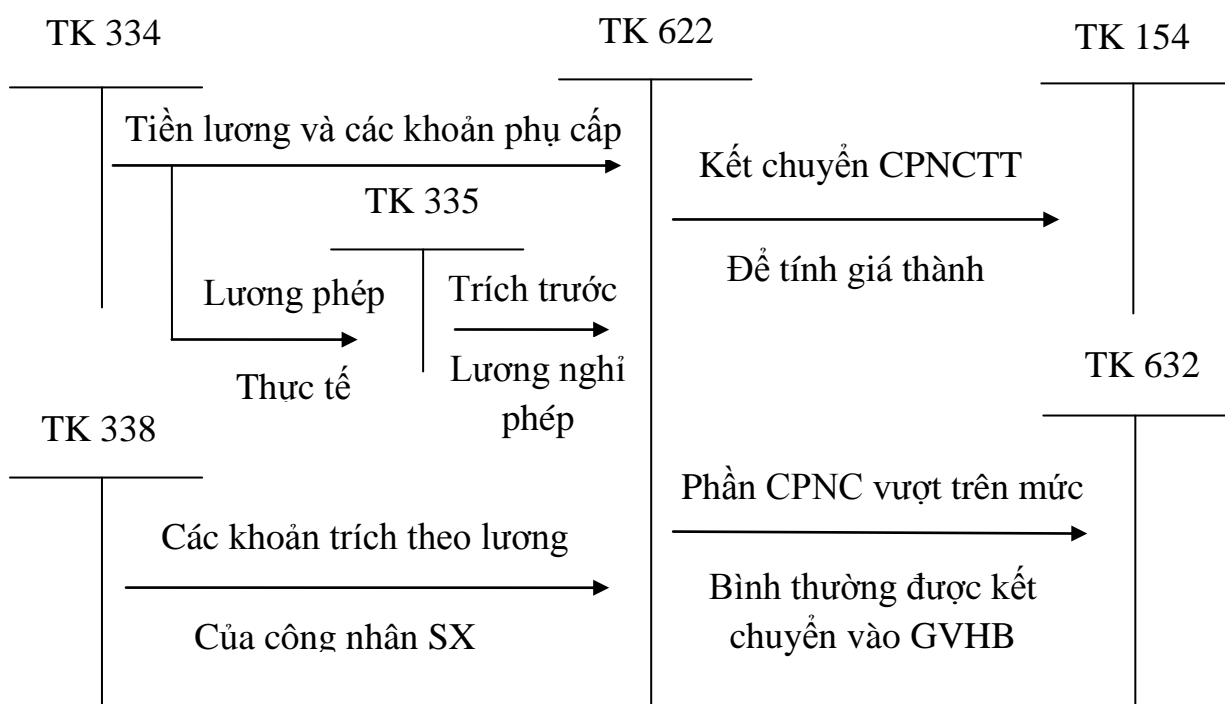 TK 334
TK 622
TK 154
Tiền lương và các khoản phụ cấp
Kết chuyển CPNCTT
TK 335
Để tính giá thành
Lương phép
Trích trước
Thực tế
Lương nghỉ
phép
TK 632
TK 338
Phần CPNC vượt trên mức
Các khoản trích theo lương
Bình thường được kết
chuyển vào GVHB
Của công nhân SX